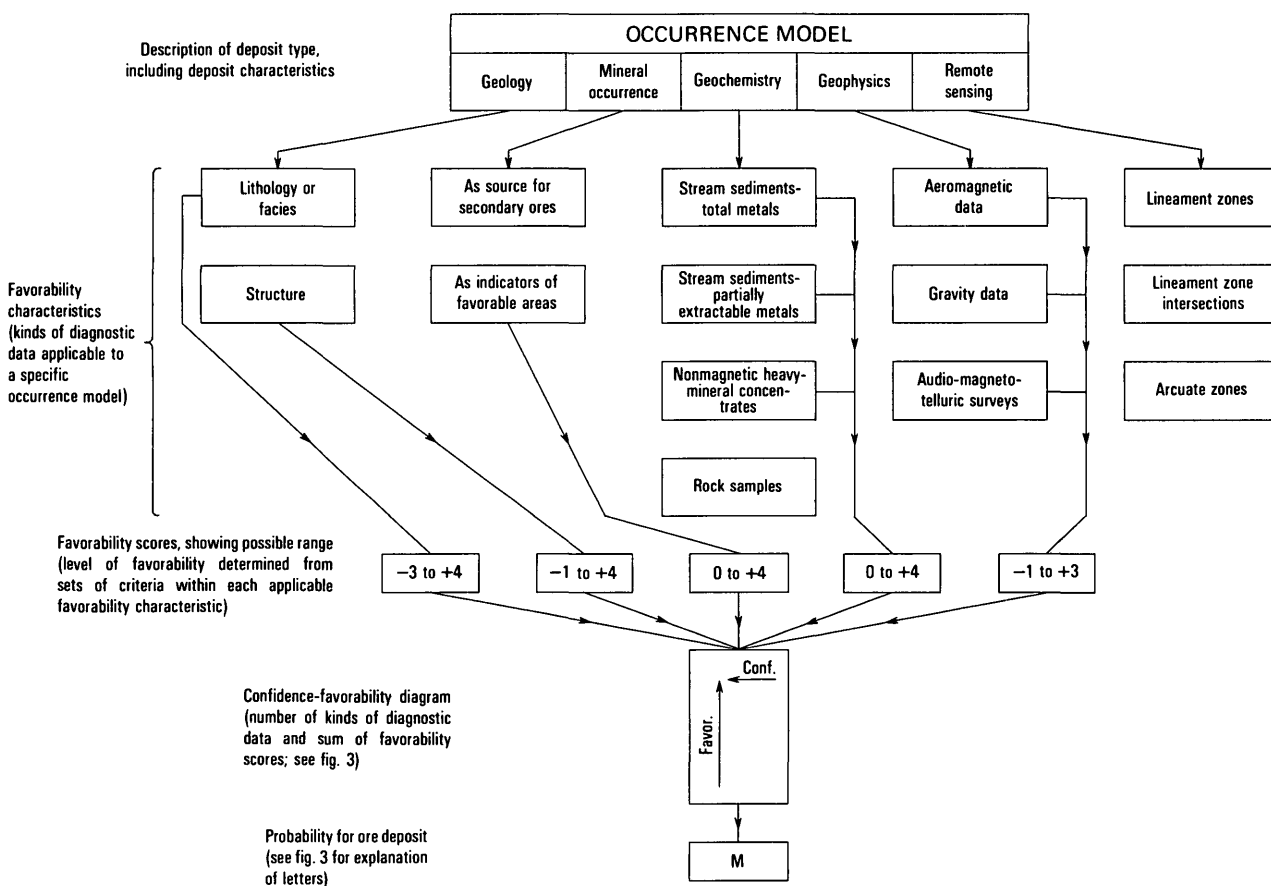 Description of deposit type,
including deposit characteristics
OCCURRENCE MODEL
Geology
Mineral
occurrence
Geochemistry
Geophysics
Remote
sensing
Favorability
characteristics
(kinds of diagnostic
data applicable to
a specific
occurrence model)
Lithology or
facies
As source for
secondary ores
Stream sediments-
total metals
Aeromagnetic
data
Lineament zones
Structure
As indicators of
favorable areas
Stream sediments-
partially
extractable metals
Gravity data
Lineament zone
intersections
Nonmagnetic heavy-
mineral concen-
trates
Audio-magneto-
telluric surveys
Arcuate zones
Rock samples
Favorability scores, showing possible range
(level of favorability determined from
sets of criteria within each applicable
favorability characteristic)
−3 to +4
−1 to +4
0 to +4
0 to +4
−1 to +3
Confidence-favorability diagram
(number of kinds of diagnostic
data and sum of favorability
scores; see fig. 3)
Conf.
Favor.
Probability for ore deposit
(see fig. 3 for explanation
of letters)
M